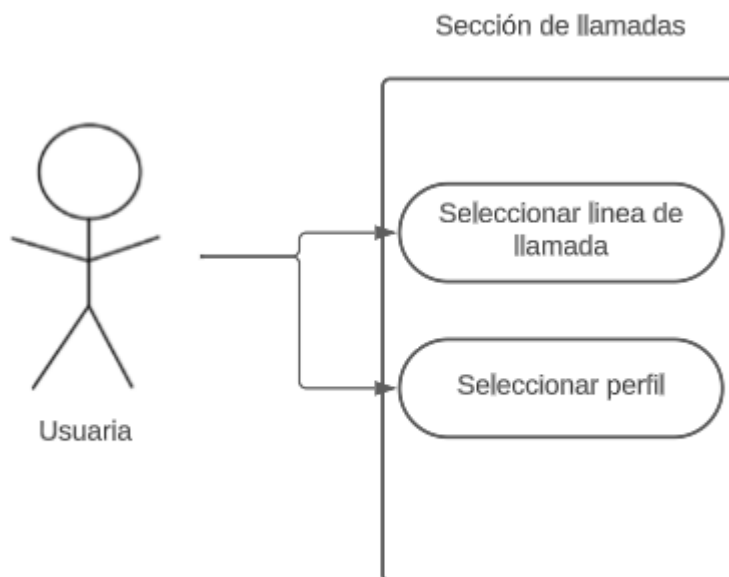 Sección de llamadas
Seleccionar linea de
llamada
Seleccionar perfil
Usuaria